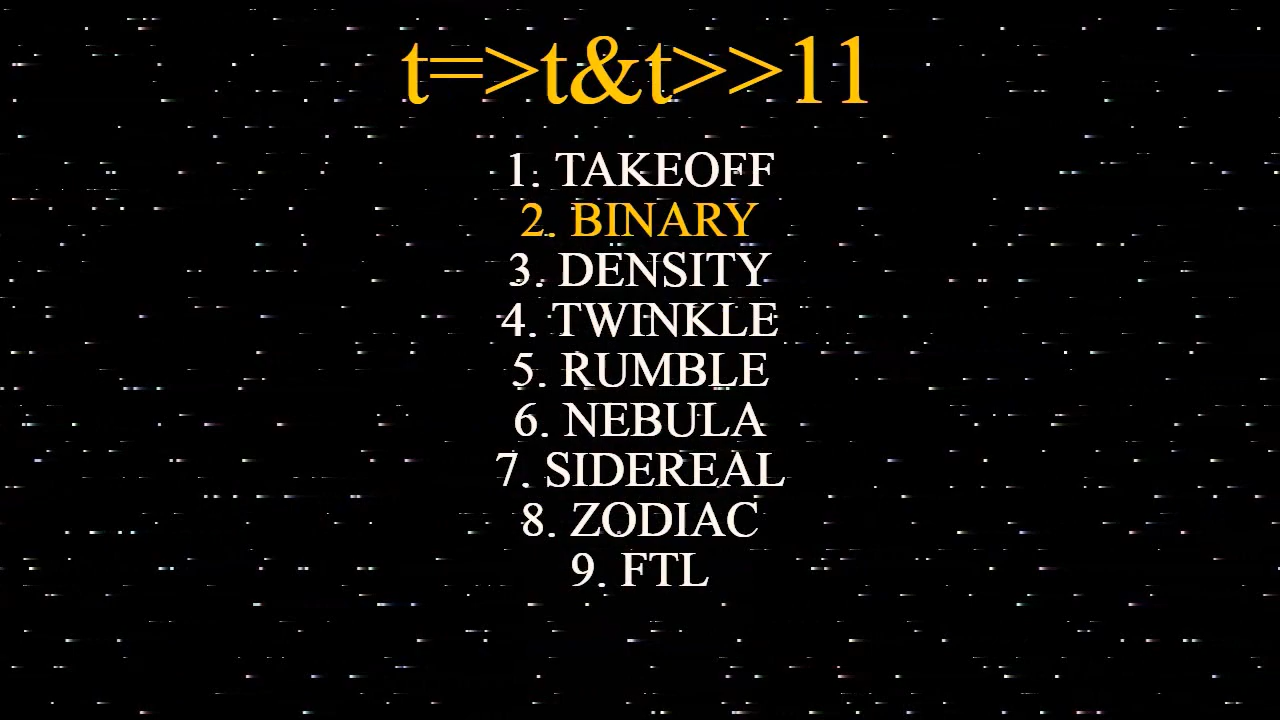 t=>t&t>>11
1. TAKEOFF
2. BINARY
3. DENSITY
4. TWINKLE
5. RUMBLE
6. NEBULA
7. SIDEREAL
8. ZODIAC
9. FTL